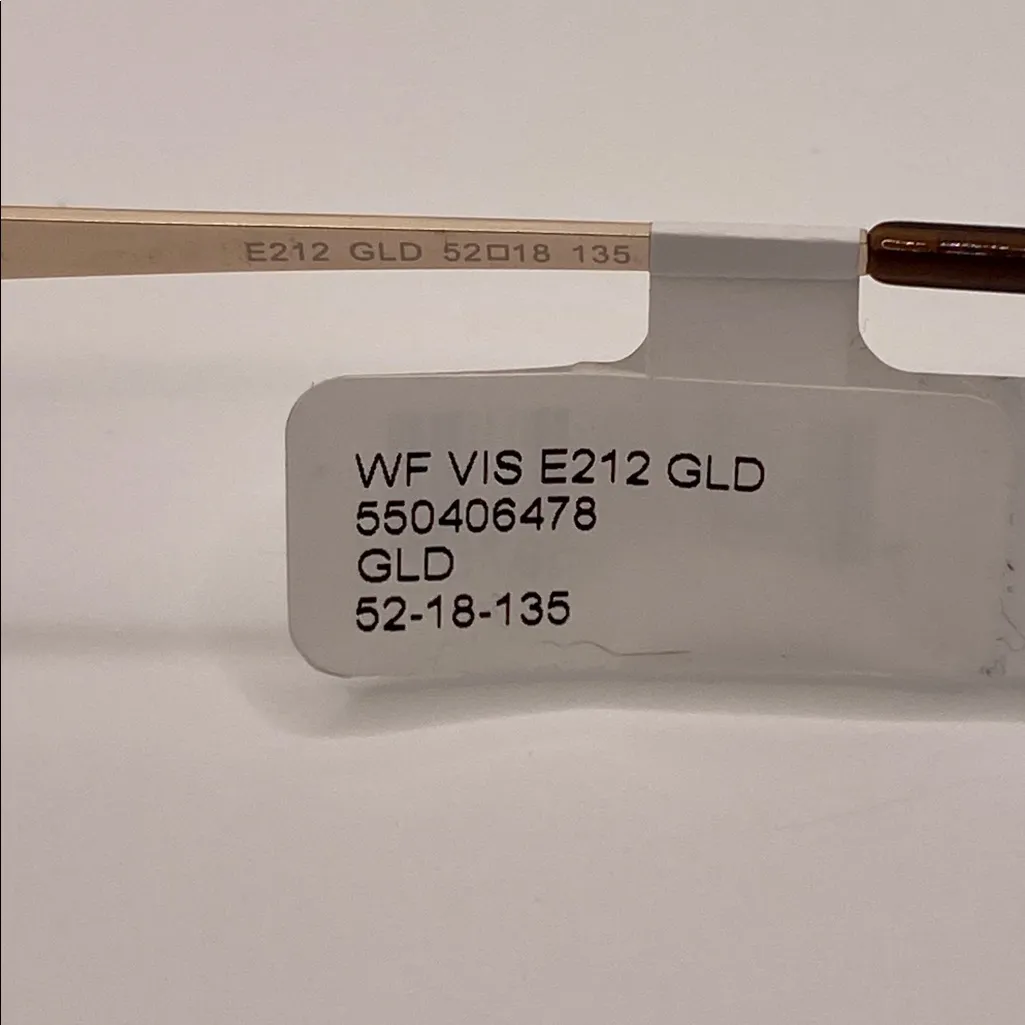 E212 GLD 52□18 135
WF VIS E212 GLD
550406478
GLD
52-18-135